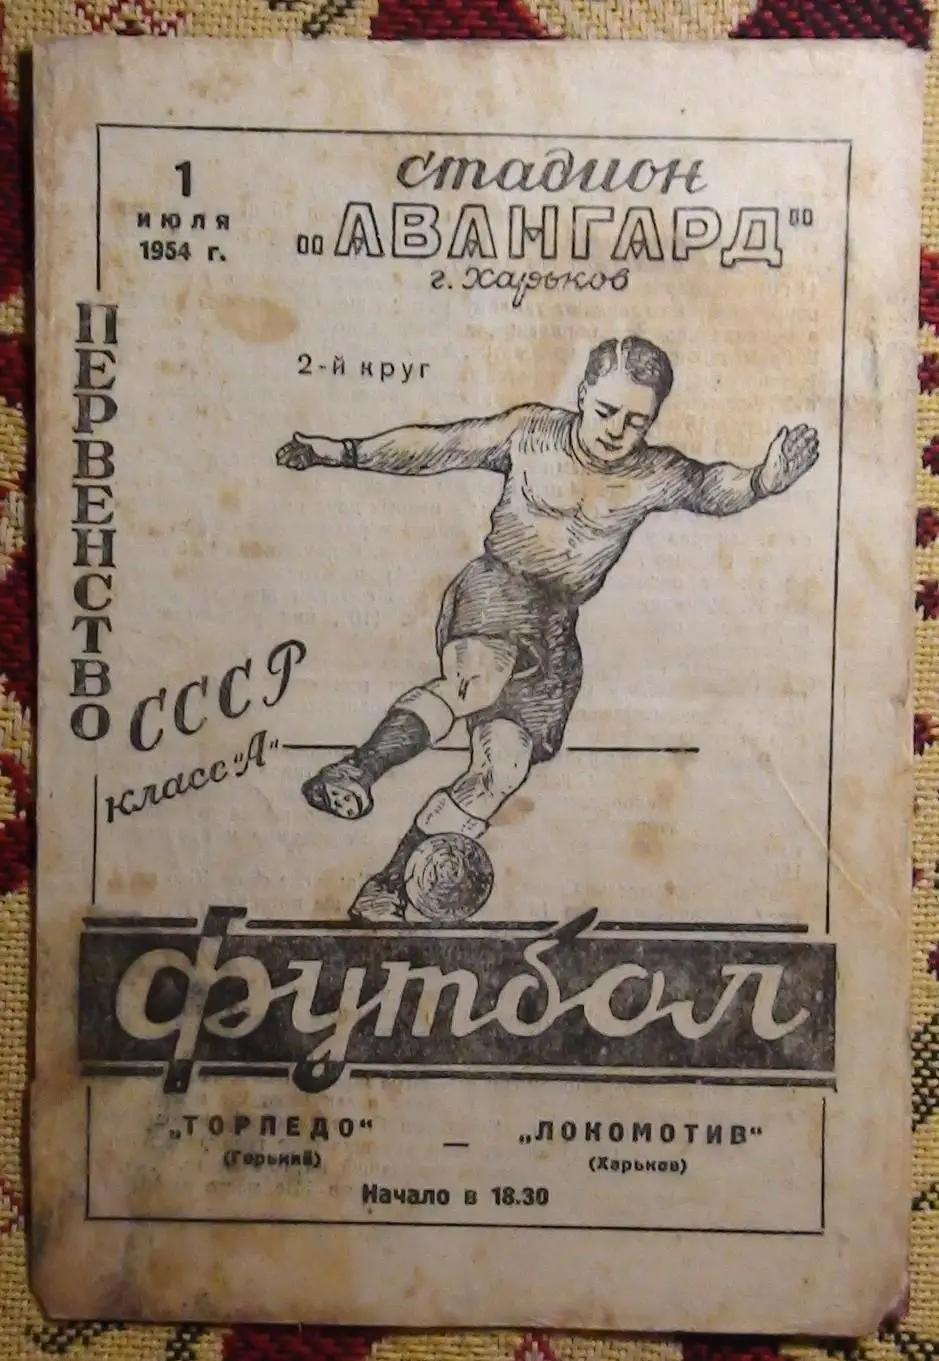 1
июля
1954 г.
стадион
"АВАНГАРД"
г. Харьков
ПЕРВЕНСТВО
СССР
класс "А"
2-й круг
футбол
„ТОРПЕДО" — „ЛОКОМОТИВ"
(Горький) (Харьков)
Начало в 18.30